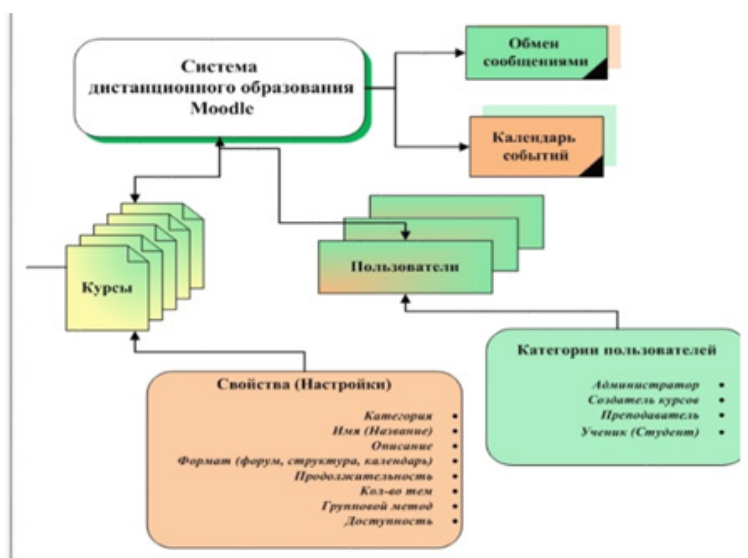 Система
дистанционного образования
Moodle
Обмен
сообщениями
Календарь
событий
Курсы
Пользователи
Категории пользователей
Администратор •
Создатель курсов •
Преподаватель •
Ученик (Студент) •
Свойства (Настройки)
Категория •
Имя (Название) •
Описание •
Формат (форум, структура, календарь) •
Продолжительность •
Кол-во тем •
Групповой метод •
Доступность •